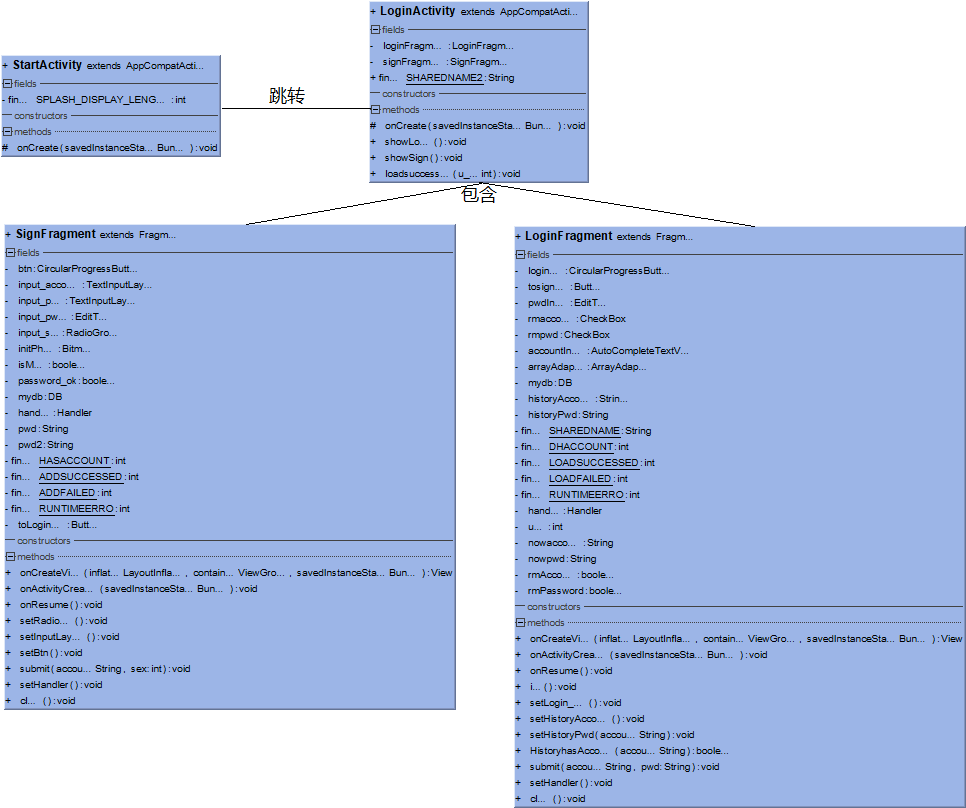 + StartActivity extends AppCompatActi...
fields
- fin... SPLASH_DISPLAY_LENG... : int
constructors
methods
# onCreate ( savedInstanceSta... Bun... ) : void
跳转
+ LoginActivity extends AppCompatActi...
fields
- loginFragm... : LoginFragm...
- signFragm... : SignFragm...
+ fin... SHAREDNAME2 : String
constructors
methods
# onCreate ( savedInstanceSta... Bun... ) : void
+ showLo... ( ) : void
+ showSign ( ) : void
+ loadsuccess... ( u_... int ) : void
包含
+ SignFragment extends Fragm...
fields
- btn : CircularProgressButt...
- input_acco... : TextInputLay...
- input_p... : TextInputLay...
- input_pw... : EditT...
- input_s... : RadioGro...
- initPh... : Bitm...
- isM... : boole...
- password_ok : boole...
- mydb : DB
- hand... : Handler
- pwd : String
- pwd2 : String
- fin... HASACCOUNT : int
- fin... ADDSUCCESSED : int
- fin... ADDFAILED : int
- fin... RUNTIMEERRO : int
- toLogin... : Butt...
constructors
methods
+ onCreateVi... ( inflat... LayoutInfla... , contain... ViewGro... , savedInstanceSta... Bun... ) : View
+ onActivityCrea... ( savedInstanceSta... Bun... ) : void
+ onResume ( ) : void
+ setRadio... ( ) : void
+ setInputLay... ( ) : void
+ setBtn ( ) : void
+ submit ( accou... String , sex : int ) : void
+ setHandler ( ) : void
+ cl... ( ) : void
+ LoginFragment extends Fragm...
fields
- login... : CircularProgressButt...
- tosign... : Butt...
- pwdIn... : EditT...
- rmacco... : CheckBox
- rmpwd : CheckBox
- accountIn... : AutoCompleteTextV...
- arrayAdap... : ArrayAdap...
- mydb : DB
- historyAcco... : Strin...
- historyPwd : String
- fin... SHAREDNAME : String
- fin... DHACCOUNT : int
- fin... LOADSUCCESSED : int
- fin... LOADFAILED : int
- fin... RUNTIMEERRO : int
- hand... : Handler
- u... : int
- nowacco... : String
- nowpwd : String
- rmAcco... : boole...
- rmPassword : boole...
constructors
methods
+ onCreateVi... ( inflat... LayoutInfla... , contain... ViewGro... , savedInstanceSta... Bun... ) : View
+ onActivityCrea... ( savedInstanceSta... Bun... ) : void
+ onResume ( ) : void
+ i... ( ) : void
+ setLogin_... ( ) : void
+ setHistoryAcco... ( ) : void
+ setHistoryPwd ( accou... String ) : void
+ HistoryhasAcco... ( accou... String ) : boole...
+ submit ( accou... String , pwd : String ) : void
+ setHandler ( ) : void
+ cl... ( ) : void